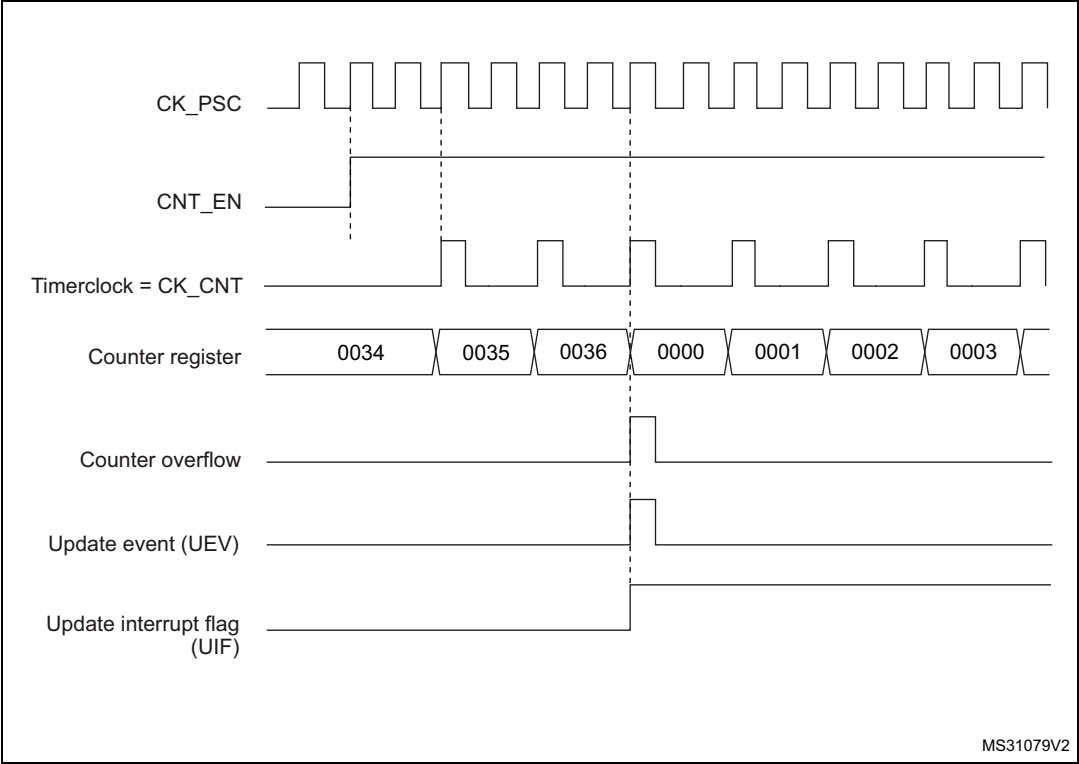 CK_PSC
CNT_EN
Timerclock = CK_CNT
Counter register
0034 0035 0036 0000 0001 0002 0003
Counter overflow
Update event (UEV)
Update interrupt flag
(UIF)
MS31079V2